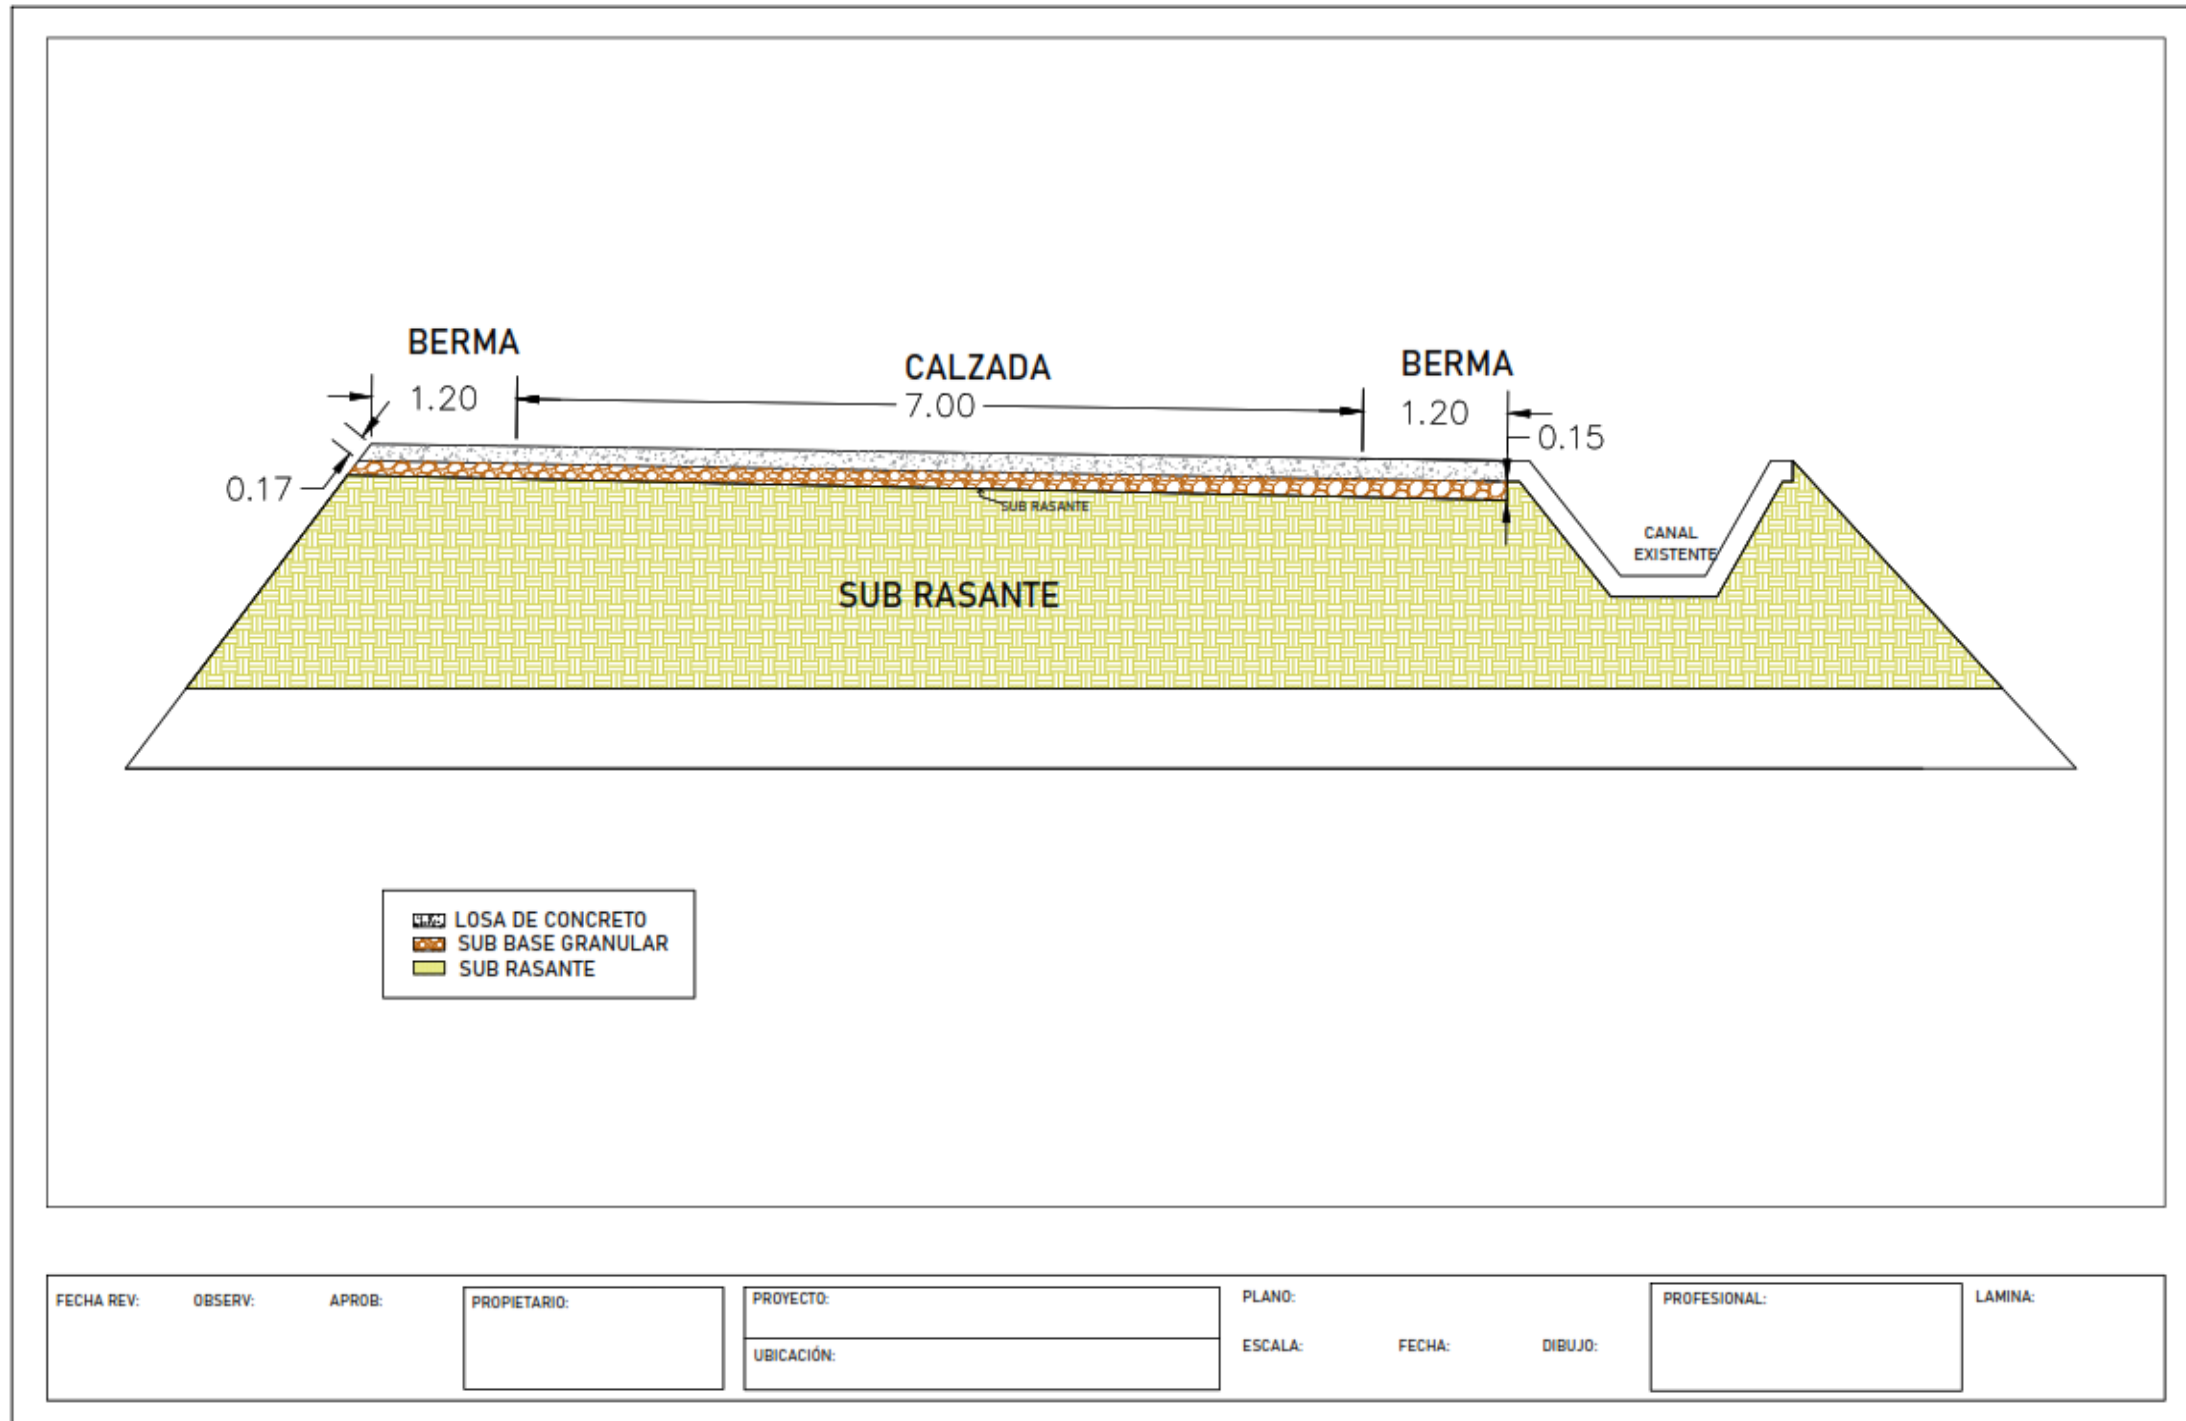 BERMA
1.20
CALZADA
7.00
BERMA
1.20
0.15
0.17
SUB RASANTE
CANAL
EXISTENTE
SUB RASANTE
LOSA DE CONCRETO
SUB BASE GRANULAR
SUB RASANTE
FECHA REV: OBSERV: APROB:
PROPIETARIO:
PROYECTO:
UBICACIÓN:
PLANO:
ESCALA: FECHA: DIBUJO:
PROFESIONAL:
LAMINA: